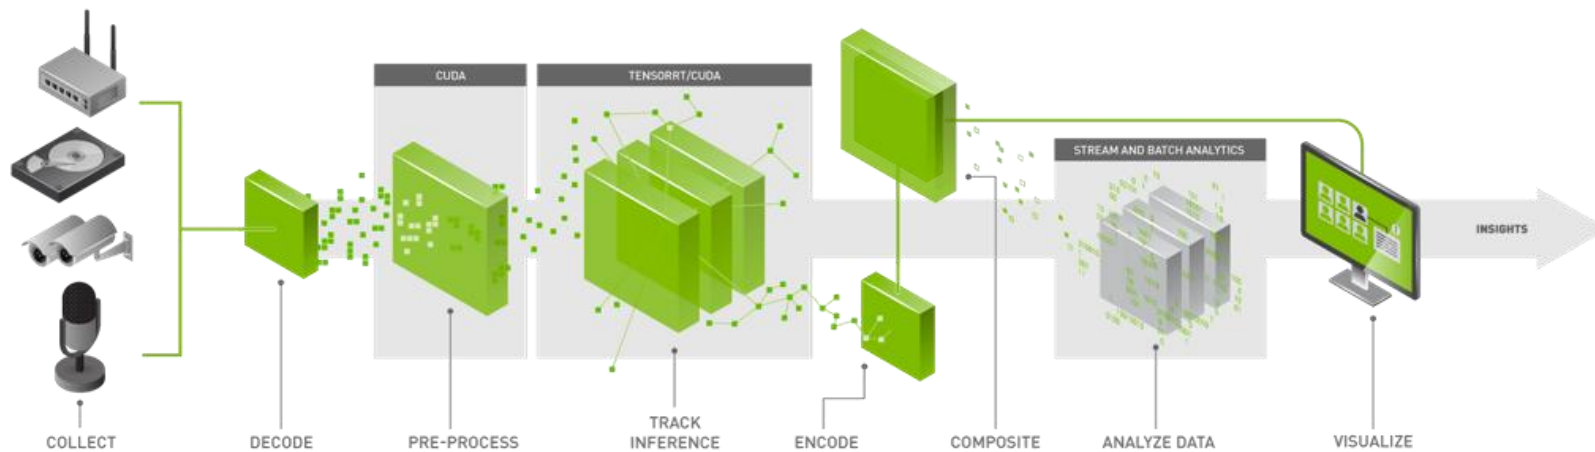 CUDA
TENSORRT/CUDA
STREAM AND BATCH ANALYTICS
INSIGHTS
COLLECT
DECODE
PRE-PROCESS
TRACK
INFERENCE
ENCODE
COMPOSITE
ANALYZE DATA
VISUALIZE